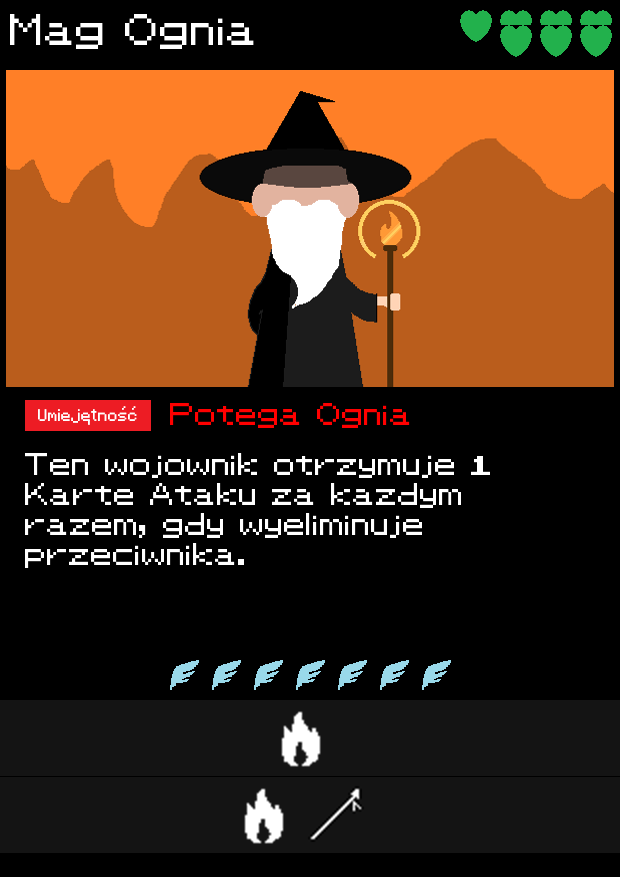 Mag Ognia
Umiejętność
Potega Ognia
Ten wojownik otrzymuje 1
Karte Ataku za kazdym
razem, gdy wyeliminuje
przeciwnika.